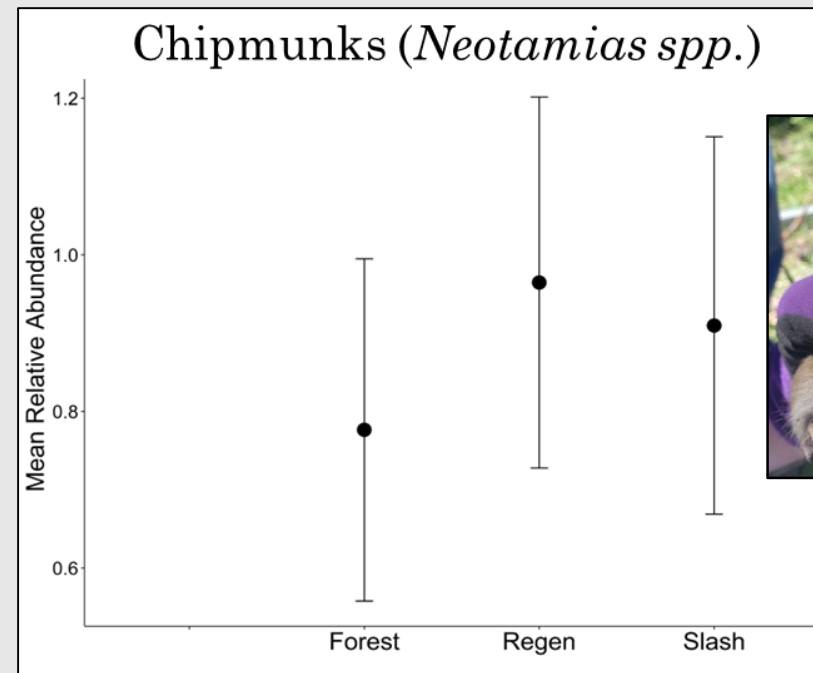 Chipmunks (Neotamias spp.)
1.2
1.0
0.8
0.6
Mean Relative Abundance
Forest Regen Slash